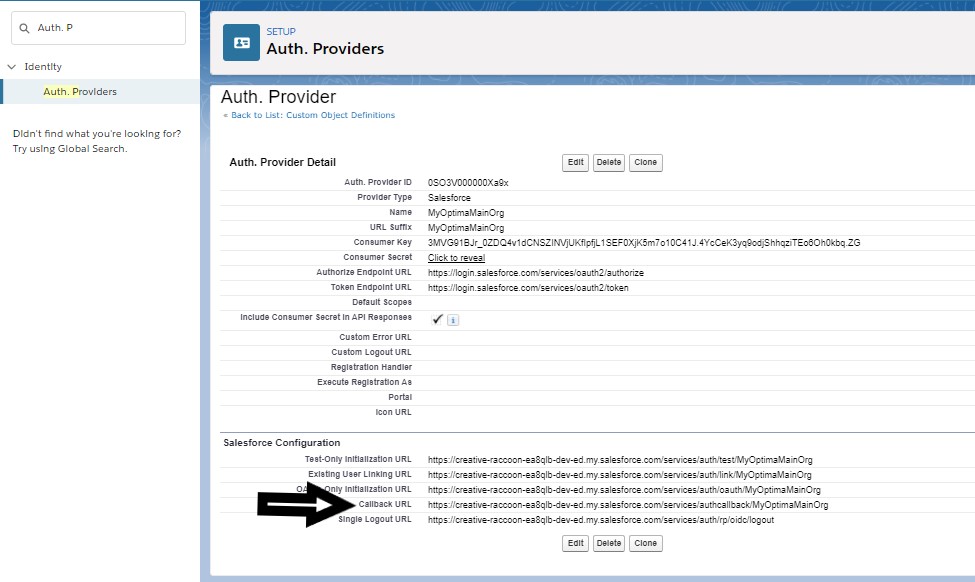 Auth. P
Identity
Auth. Providers
Didn't find what you're looking for?
Try using Global Search.
SETUP
Auth. Providers
Auth. Provider
« Back to List: Custom Object Definitions
Auth. Provider Detail Edit Delete Clone
Auth. Provider ID 0SO3V000000Xa9x
Provider Type Salesforce
Name MyOptimaMainOrg
URL Suffix MyOptimaMainOrg
Consumer Key 3MVG91BJr_0ZDQ4v1dCNSZINVjUKfIpfjL1SEF0XjK5m7o10C41J.4YcCeK3yq9odjShhqziTEo6Oh0kbq.ZG
Consumer Secret Click to reveal
Authorize Endpoint URL https://login.salesforce.com/services/oauth2/authorize
Token Endpoint URL https://login.salesforce.com/services/oauth2/token
Default Scopes
Include Consumer Secret in API Responses
Custom Error URL
Custom Logout URL
Registration Handler
Execute Registration As
Portal
Icon URL
Salesforce Configuration
Test-Only Initialization URL https://creative-raccoon-ea8qlb-dev-ed.my.salesforce.com/services/auth/test/MyOptimaMainOrg
Existing User Linking URL https://creative-raccoon-ea8qlb-dev-ed.my.salesforce.com/services/auth/link/MyOptimaMainOrg
Only Initialization URL https://creative-raccoon-ea8qlb-dev-ed.my.salesforce.com/services/auth/oauth/MyOptimaMainOrg
Callback URL https://creative-raccoon-ea8qlb-dev-ed.my.salesforce.com/services/authcallback/MyOptimaMainOrg
Single Logout URL https://creative-raccoon-ea8qlb-dev-ed.my.salesforce.com/services/auth/rp/oidc/logout
Edit Delete Clone